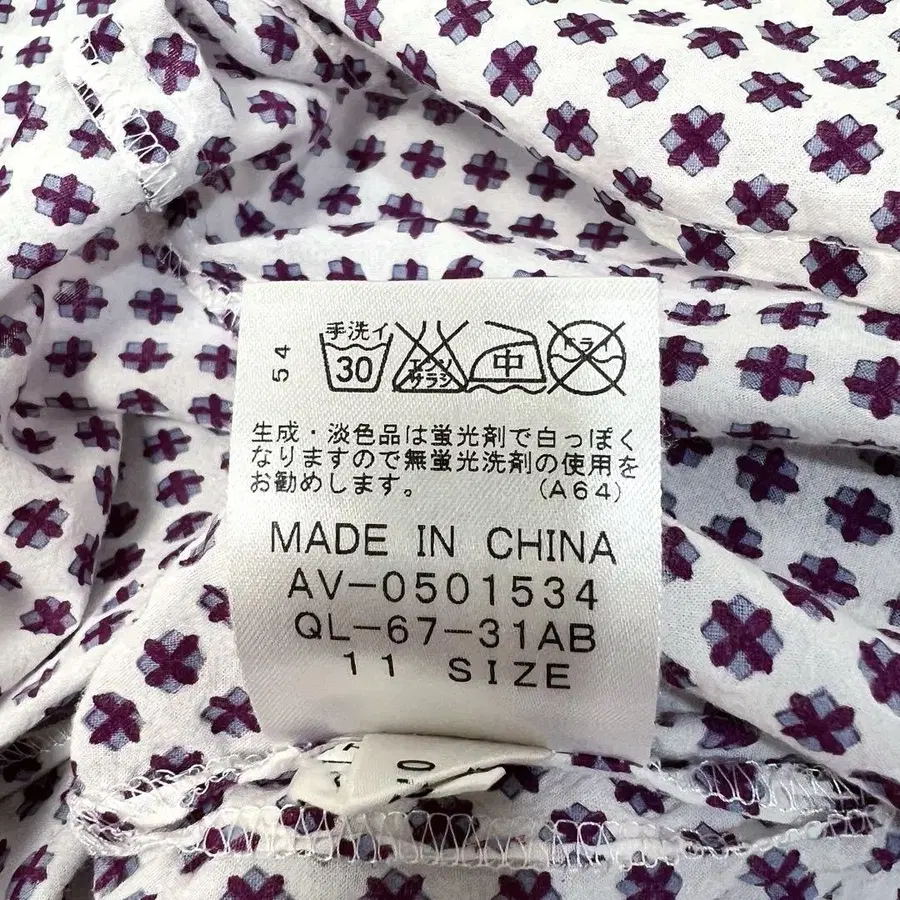 54
手洗イ
30
エンソ
サラシ
中
ドライ
生成・淡色品は蛍光剤で白っぽく
なりますので無蛍光洗剤の使用を
お勧めします。 (A64)
MADE IN CHINA
AV-0501534
QL-67-31AB
11 SIZE